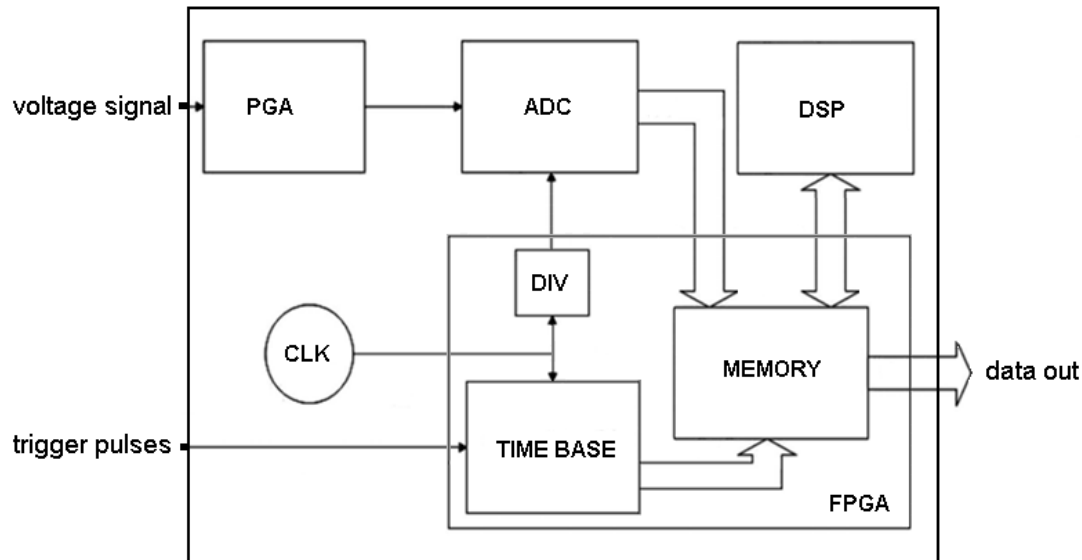 voltage signal
PGA
ADC
DSP
DIV
CLK
MEMORY
data out
trigger pulses
TIME BASE
FPGA